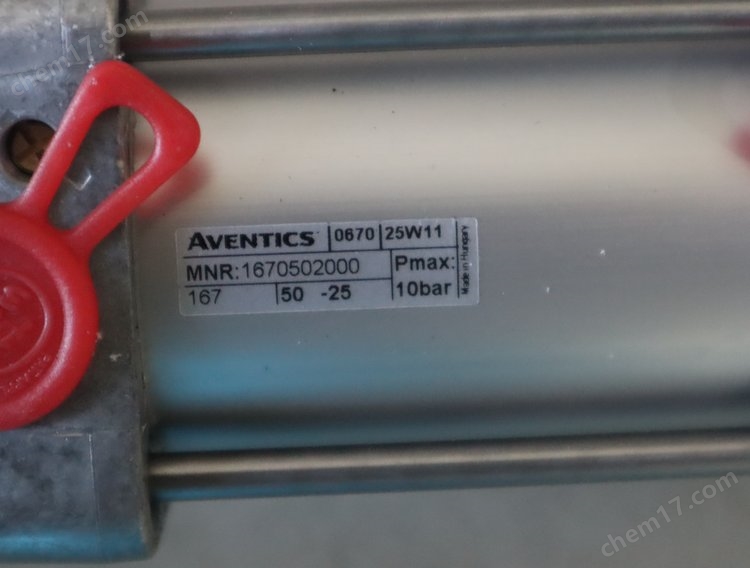 chem17.com
AVENTICS 0670 25W11
MNR:1670502000 Pmax:
167 50 -25 10bar
Made in Hungary
chem17.com